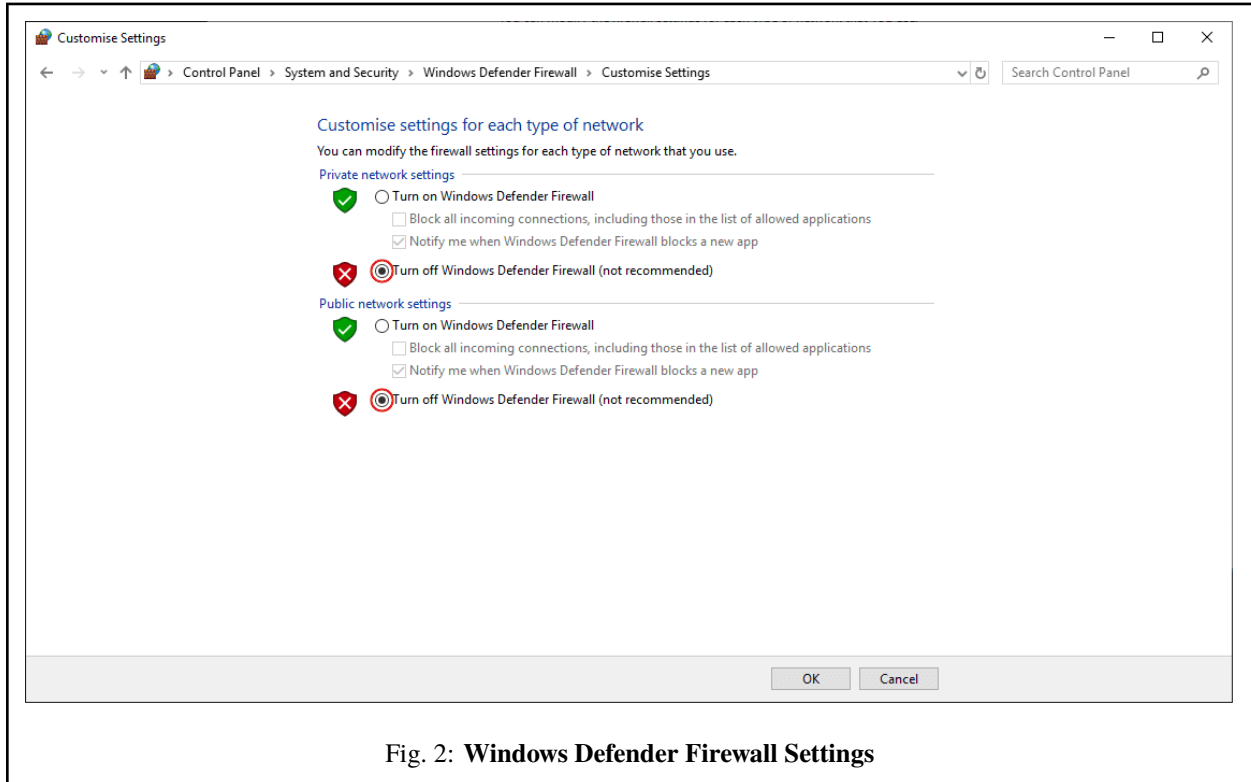 Customise Settings
Control Panel › System and Security › Windows Defender Firewall › Customise Settings
Search Control Panel
Customise settings for each type of network
You can modify the firewall settings for each type of network that you use.
Private network settings
Turn on Windows Defender Firewall
Block all incoming connections, including those in the list of allowed applications
Notify me when Windows Defender Firewall blocks a new app
Turn off Windows Defender Firewall (not recommended)
Public network settings
Turn on Windows Defender Firewall
Block all incoming connections, including those in the list of allowed applications
Notify me when Windows Defender Firewall blocks a new app
Turn off Windows Defender Firewall (not recommended)
OK Cancel
Fig. 2: Windows Defender Firewall Settings